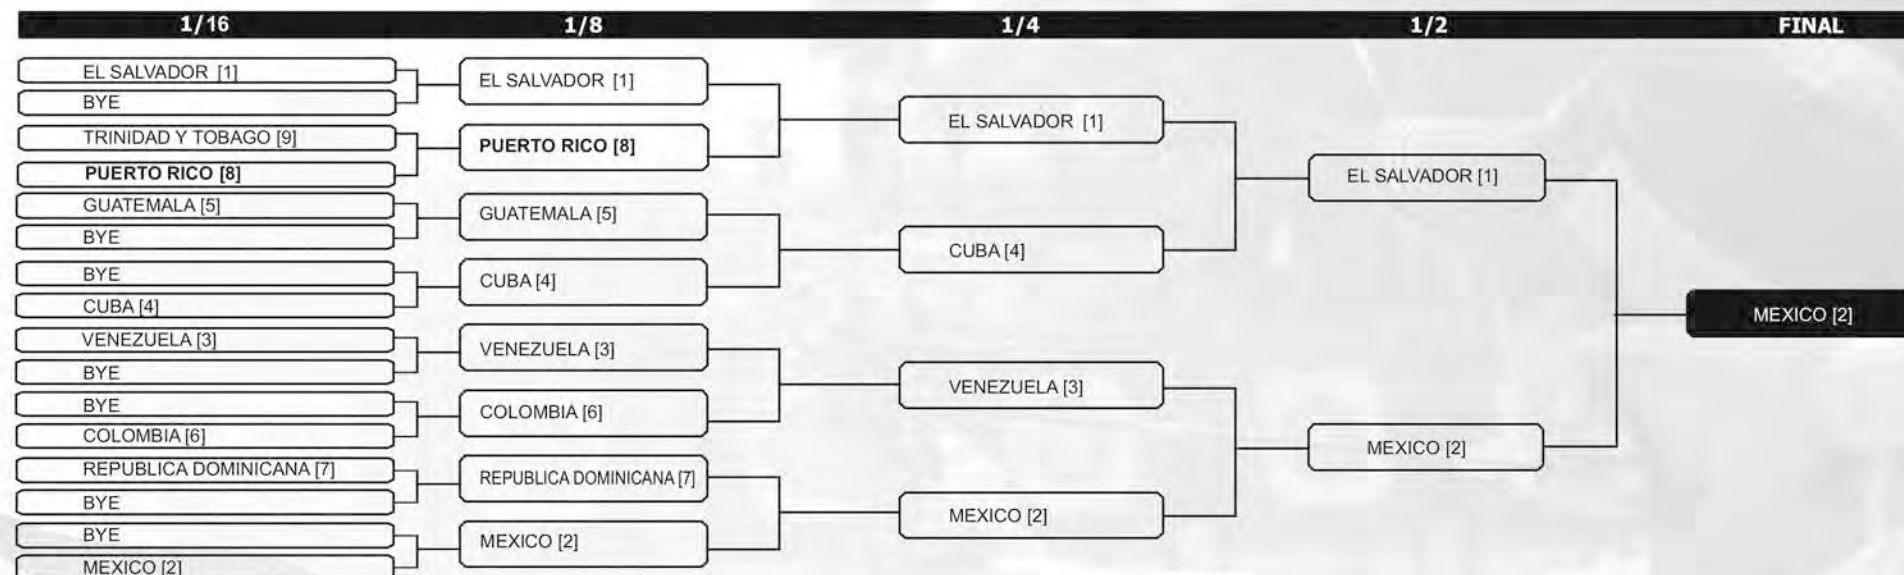 1/16 1/8 1/4 1/2 FINAL
EL SALVADOR [1]
BYE
TRINIDAD Y TOBAGO [9]
PUERTO RICO [8]
GUATEMALA [5]
BYE
BYE
CUBA [4]
VENEZUELA [3]
BYE
BYE
COLOMBIA [6]
REPUBLICA DOMINICANA [7]
BYE
BYE
MEXICO [2]
EL SALVADOR [1]
PUERTO RICO [8]
GUATEMALA [5]
CUBA [4]
VENEZUELA [3]
COLOMBIA [6]
REPUBLICA DOMINICANA [7]
MEXICO [2]
EL SALVADOR [1]
CUBA [4]
VENEZUELA [3]
MEXICO [2]
EL SALVADOR [1]
MEXICO [2]
MEXICO [2]